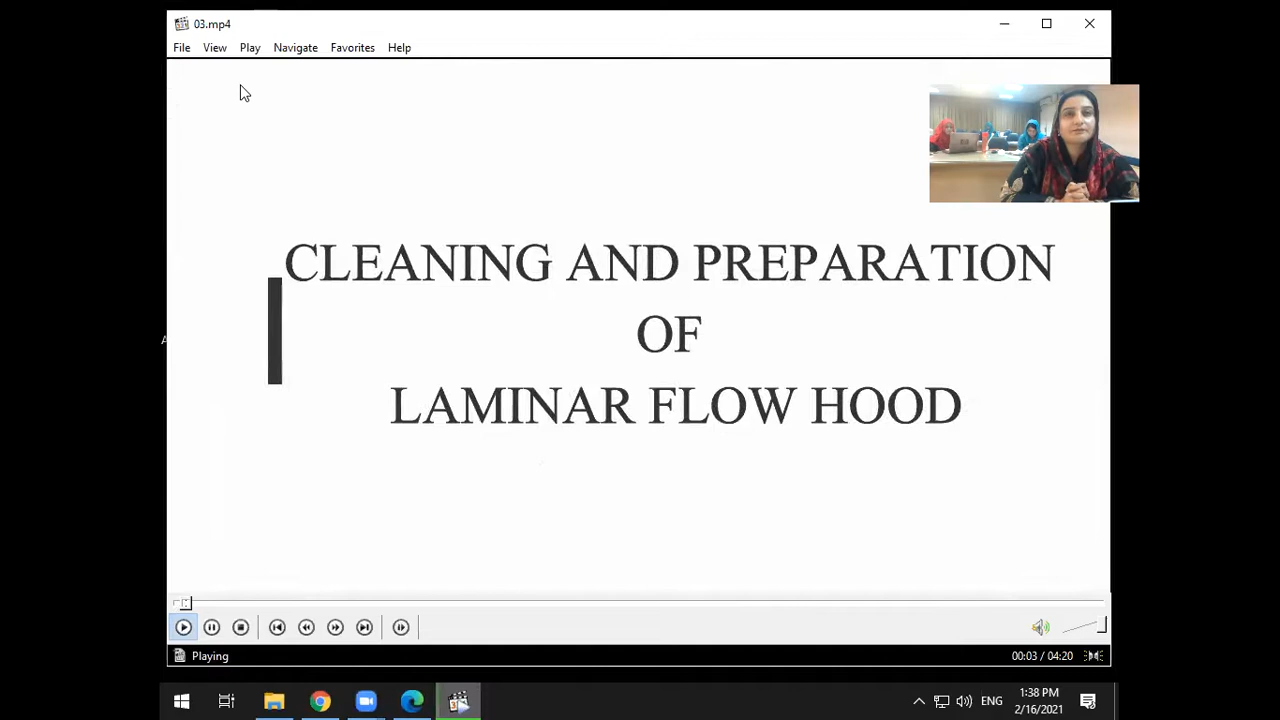 03.mp4
File View Play Navigate Favorites Help
CLEANING AND PREPARATION
OF
LAMINAR FLOW HOOD
Playing
00:03 / 04:20
ENG
1:38 PM
2/16/2021